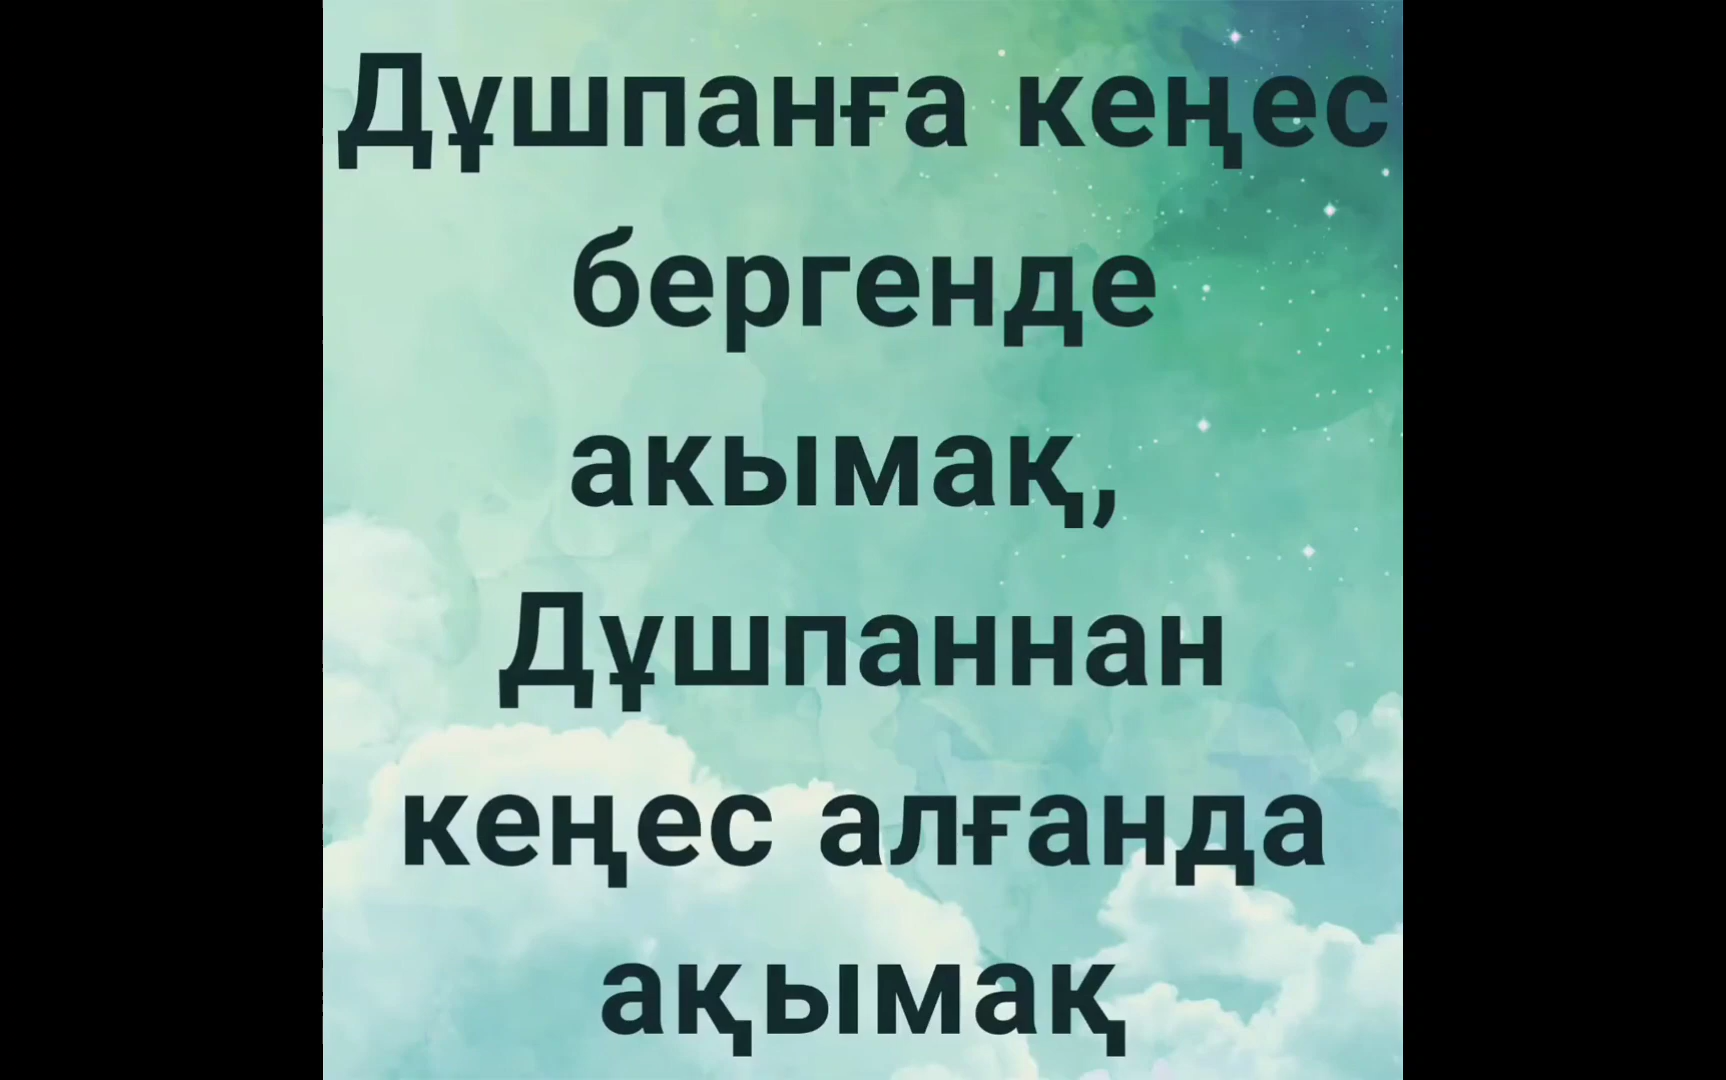 Дұшпанға кеңес
бергенде
акымақ,
Дұшпаннан
кеңес алғанда
ақымақ